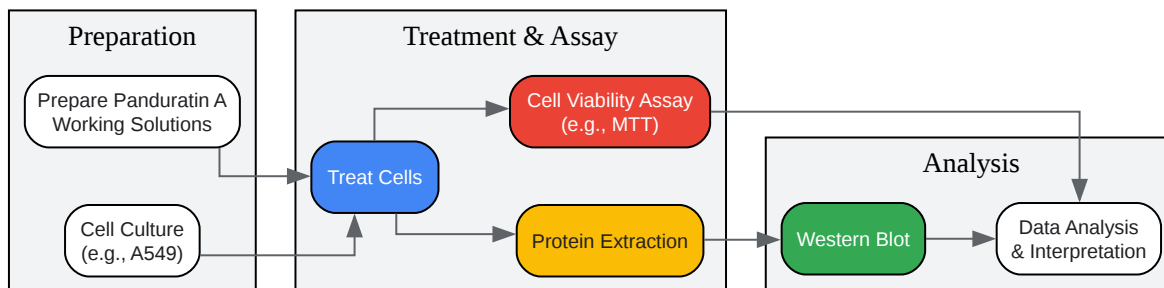 Preparation
Prepare Panduratin A
Working Solutions
Cell Culture
(e.g., A549)
Treatment & Assay
Treat Cells
Cell Viability Assay
(e.g., MTT)
Protein Extraction
Analysis
Western Blot
Data Analysis
& Interpretation